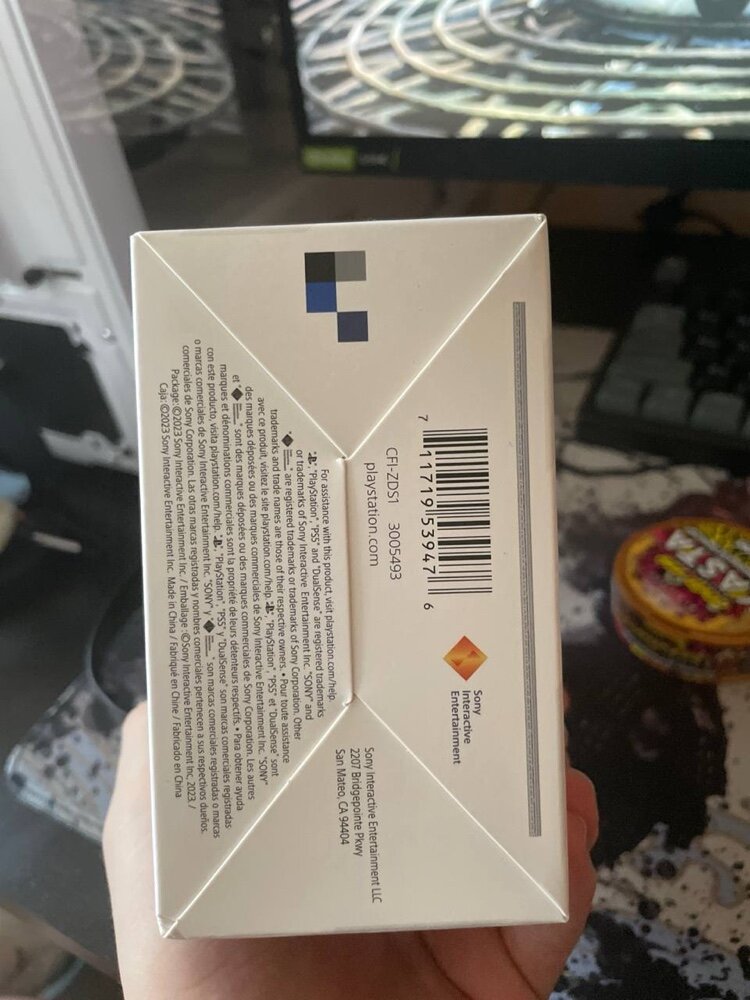 7 11719 53947 6
CFI-ZDS1 3005493
playstation.com
Sony
Interactive
Entertainment
Sony Interactive Entertainment LLC
2207 Bridgepointe Pkwy
San Mateo, CA 94404
For assistance with this product, visit playstation.com/help.
" ", "PlayStation", "PS5" and "DualSense" are registered trademarks
or trademarks of Sony Interactive Entertainment Inc. "SONY" and
" " are registered trademarks or trademarks of Sony Corporation. Other
trademarks and trade names are those of their respective owners. • Pour toute assistance
avec ce produit, visitez le site playstation.com/help. " ", "PlayStation", "PS5" et "DualSense" sont
des marques déposées ou des marques commerciales de Sony Interactive Entertainment Inc. "SONY"
et " " sont des marques déposées ou des marques commerciales de Sony Corporation. Les autres
marques et dénominations commerciales sont la propriété de leurs détenteurs respectifs. • Para obtener ayuda
con este producto, visita playstation.com/help. " ", "PlayStation", "PS5" y "DualSense" son marcas comerciales registradas
o marcas comerciales de Sony Interactive Entertainment Inc. "SONY" y " " son marcas comerciales registradas o marcas
comerciales de Sony Corporation. Las otras marcas registradas y nombres comerciales pertenecen a sus respectivos dueños.
Package: ©2023 Sony Interactive Entertainment Inc. / Emballage : ©Sony Interactive Entertainment Inc, 2023. /
Caja: ©2023 Sony Interactive Entertainment Inc. Made in China / Fabriqué en Chine / Fabricado en China
ASTA